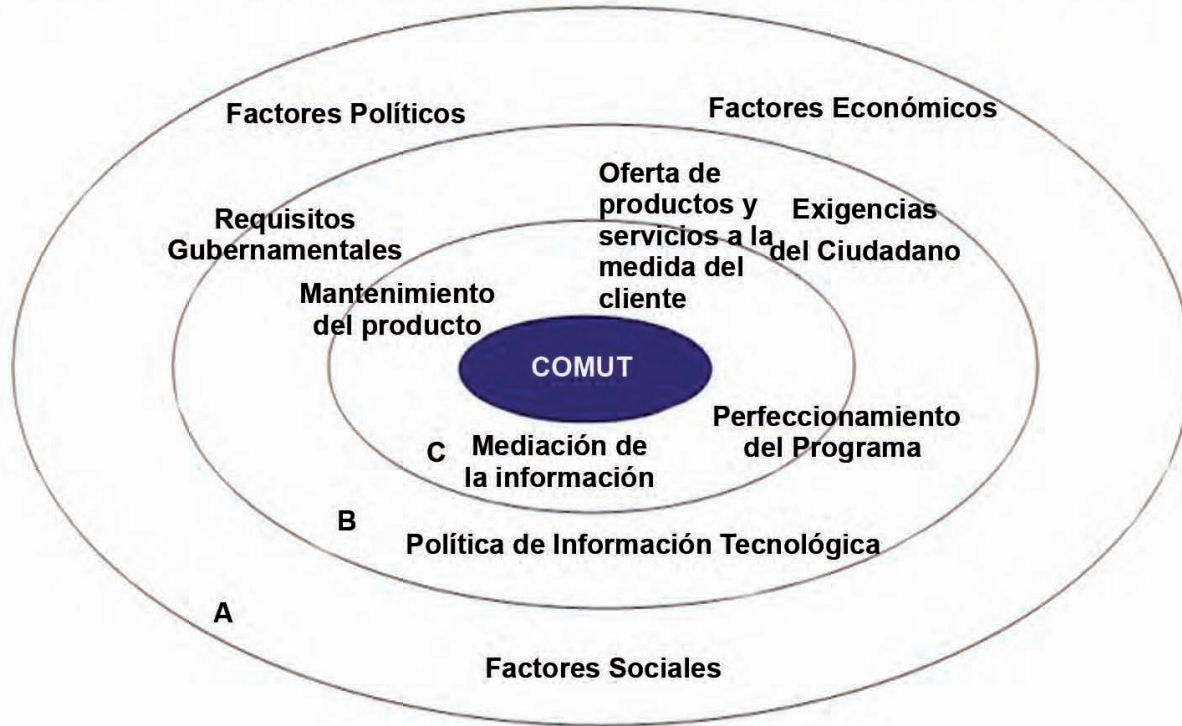 Factores Políticos
Factores Económicos
Oferta de
productos y
servicios a la
medida del
cliente
Requisitos
Gubernamentales
Exigencias
del Ciudadano
Mantenimiento
del producto
COMUT
Perfeccionamiento
del Programa
C
Mediación de
la información
B
Política de Información Tecnológica
A
Factores Sociales